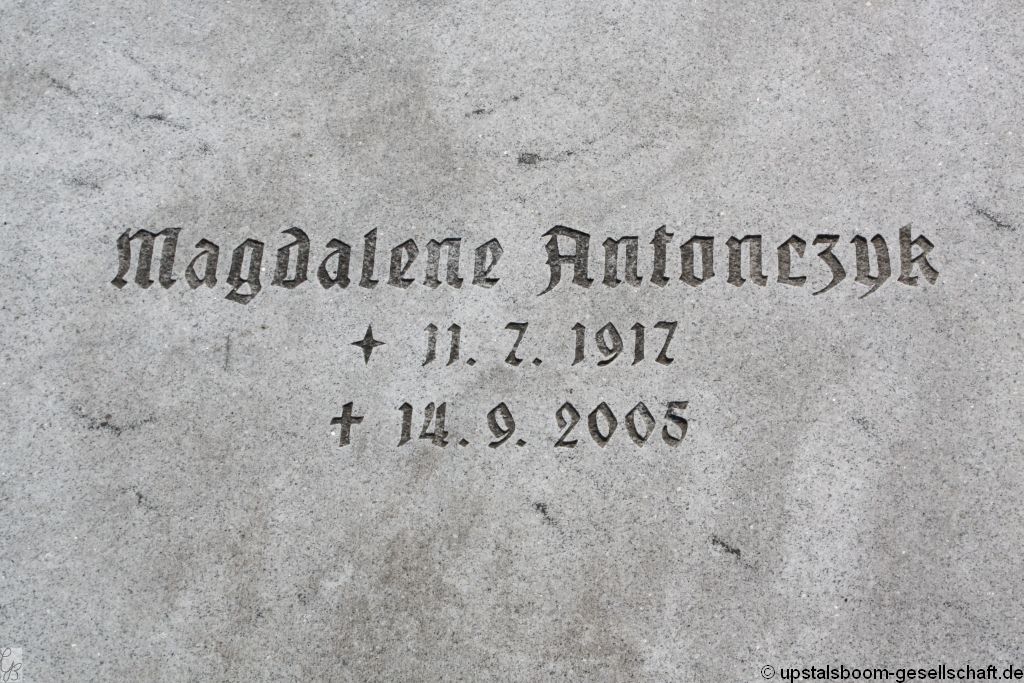 Magdalene Antonczyk
✦ 11. 7. 1917
✝ 14. 9. 2005
© upstalsboom-gesellschaft.de